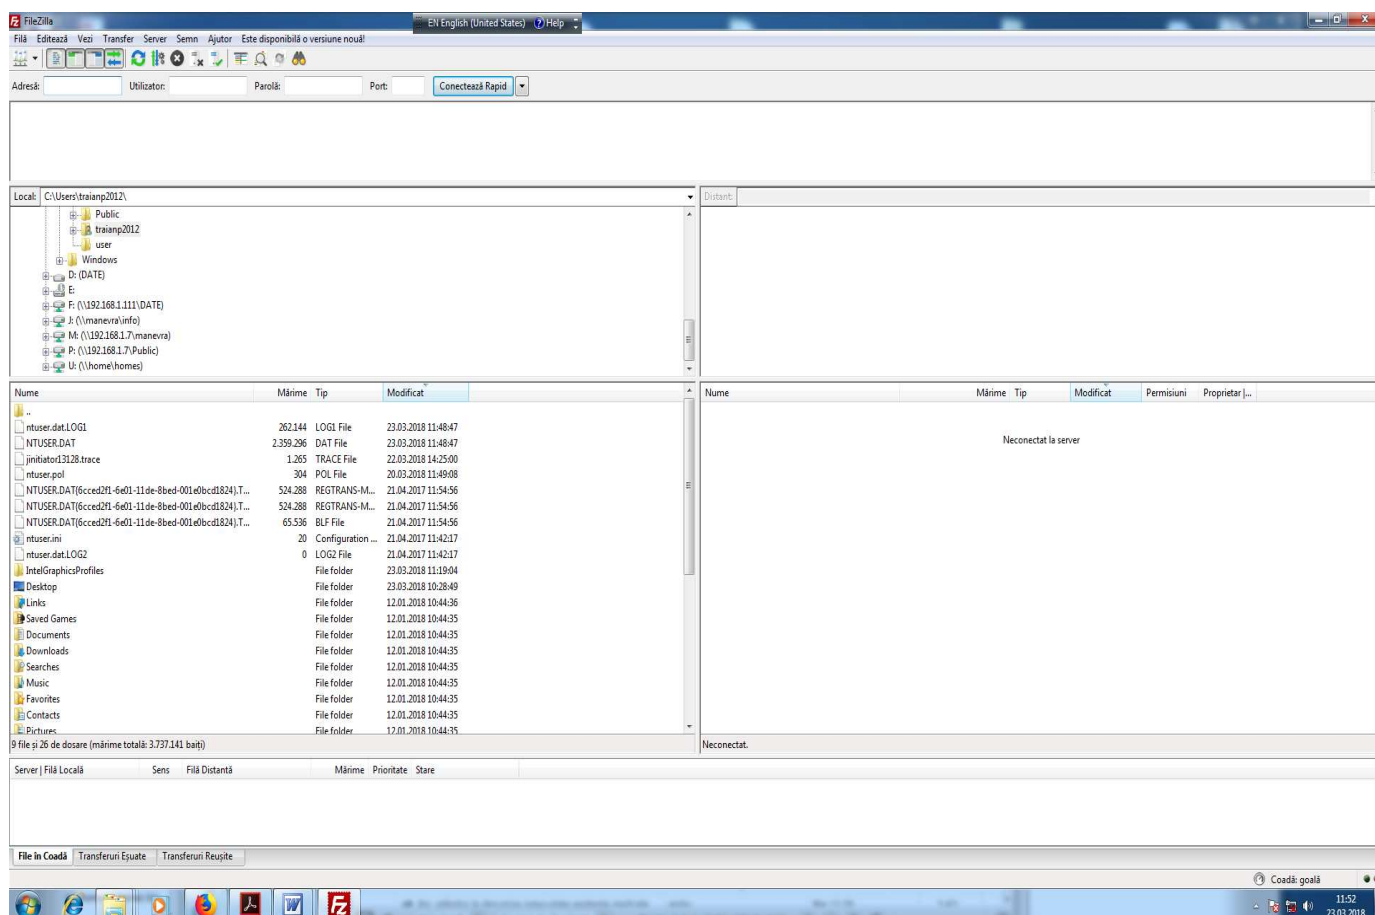 FileZilla
EN English (United States) Help
Filă Editează Vezi Transfer Server Semn Ajutor Este disponibilă o versiune nouă!
Adresă: Utilizator: Parolă: Port: Conectează Rapid
Local: C:\Users\traianp2012\
Distant:
Public
traianp2012
user
Windows
D: (DATE)
E:
F: (\\192.168.1.111\DATE)
J: (\\manevra\info)
M: (\\192.168.1.7\manevra)
P: (\\192.168.1.7\Public)
U: (\\home\homes)
Nume Mărime Tip Modificat
..
ntuser.dat.LOG1 262.144 LOG1 File 23.03.2018 11:48:47
NTUSER.DAT 2.359.296 DAT File 23.03.2018 11:48:47
jinitiator13128.trace 1.265 TRACE File 22.03.2018 14:25:00
ntuser.pol 304 POL File 20.03.2018 11:49:08
NTUSER.DAT{6cced2f1-6e01-11de-8bed-001e0bcd1824}.T... 524.288 REGTRANS-M... 21.04.2017 11:54:56
NTUSER.DAT{6cced2f1-6e01-11de-8bed-001e0bcd1824}.T... 524.288 REGTRANS-M... 21.04.2017 11:54:56
NTUSER.DAT{6cced2f1-6e01-11de-8bed-001e0bcd1824}.T... 65.536 BLF File 21.04.2017 11:54:56
ntuser.ini 20 Configuration ... 21.04.2017 11:42:17
ntuser.dat.LOG2 0 LOG2 File 21.04.2017 11:42:17
IntelGraphicsProfiles File folder 23.03.2018 11:19:04
Desktop File folder 23.03.2018 10:28:49
Links File folder 12.01.2018 10:44:36
Saved Games File folder 12.01.2018 10:44:35
Documents File folder 12.01.2018 10:44:35
Downloads File folder 12.01.2018 10:44:35
Searches File folder 12.01.2018 10:44:35
Music File folder 12.01.2018 10:44:35
Favorites File folder 12.01.2018 10:44:35
Contacts File folder 12.01.2018 10:44:35
Pictures File folder 12.01.2018 10:44:35
9 file și 26 de dosare (mărime totală: 3.737.141 baiți)
Nume Mărime Tip Modificat Permisiuni Proprietar |...
Neconectat la server
Neconectat.
Server | Filă Locală Sens Filă Distantă Mărime Prioritate Stare
File în Coadă Transferuri Eșuate Transferuri Reușite
Coadă: goală
11:52
23.03.2018